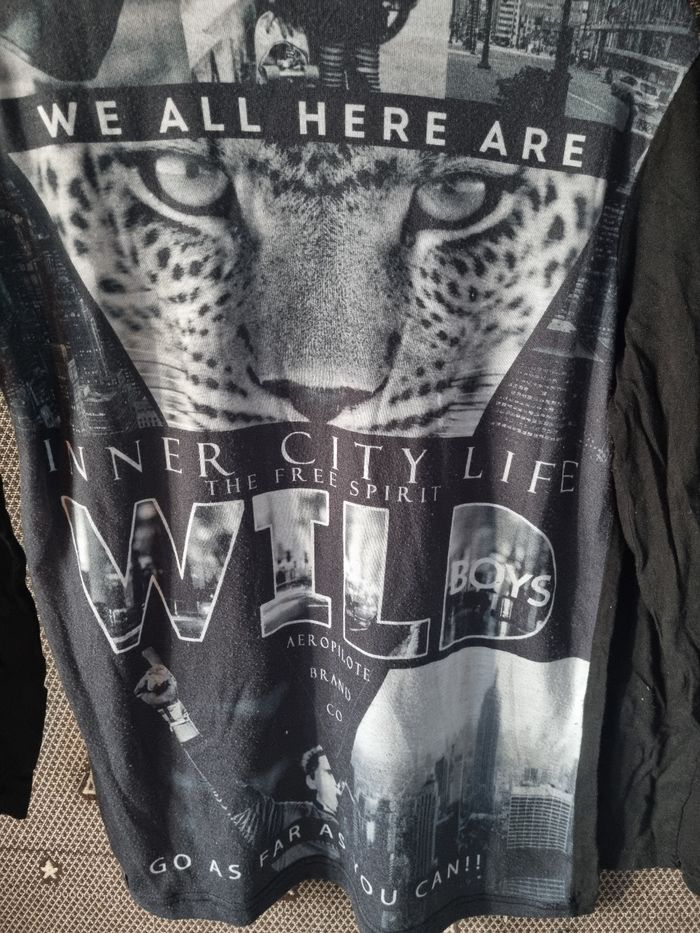 WE ALL HERE ARE
INNER CITY LIFE
THE FREE SPIRIT
WILD
BOYS
AEROPILOTE
BRAND
CO
GO AS FAR AS YOU CAN!!